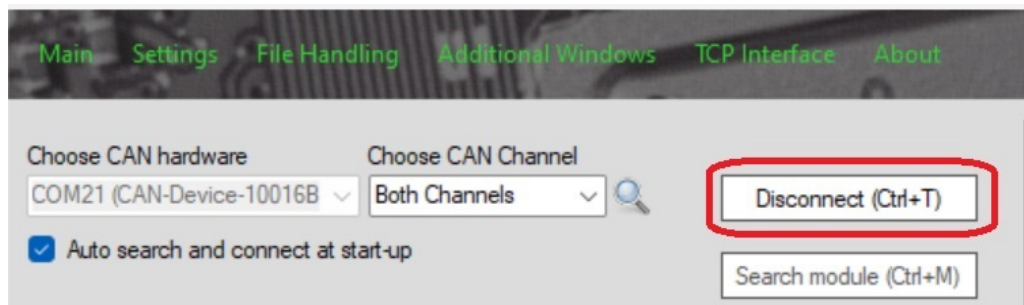 Main Settings File Handling Additional Windows TCP Interface About
Choose CAN hardware Choose CAN Channel
COM21 (CAN-Device-10016B Both Channels Disconnect (Ctrl+T)
Auto search and connect at start-up
Search module (Ctrl+M)